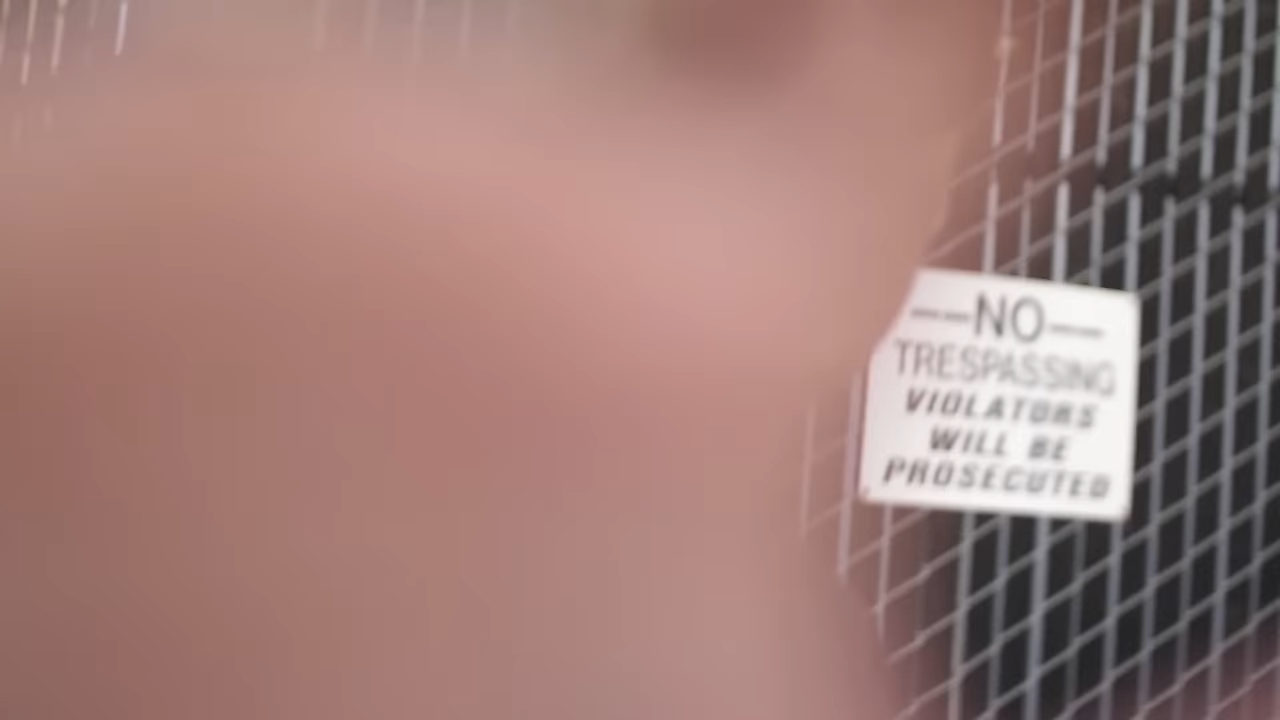 NO
TRESPASSING
VIOLATORS
WILL BE
PROSECUTED